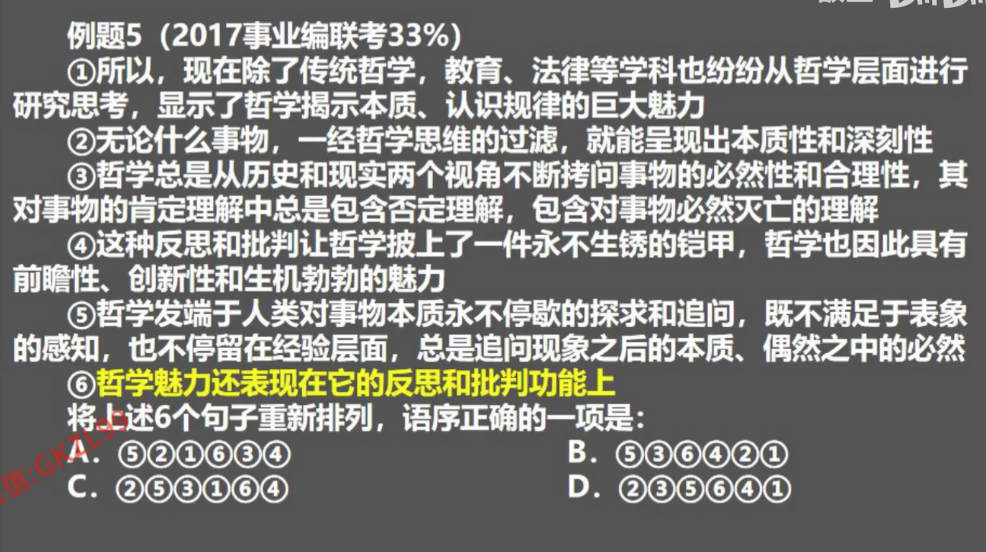 例题5（2017事业编联考33%）
①所以，现在除了传统哲学，教育、法律等学科也纷纷从哲学层面进行
研究思考，显示了哲学揭示本质、认识规律的巨大魅力
②无论什么事物，一经哲学思维的过滤，就能呈现出本质性和深刻性
③哲学总是从历史和现实两个视角不断拷问事物的必然性和合理性，其
对事物的肯定理解中总是包含否定理解，包含对事物必然灭亡的理解
④这种反思和批判让哲学披上了一件永不生锈的铠甲，哲学也因此具有
前瞻性、创新性和生机勃勃的魅力
⑤哲学发端于人类对事物本质永不停歇的探求和追问，既不满足于表象
的感知，也不停留在经验层面，总是追问现象之后的本质、偶然之中的必然
⑥哲学魅力还表现在它的反思和批判功能上
将上述6个句子重新排列，语序正确的一项是：
A．⑤②①⑥③④ B．⑤③⑥④②①
C．②⑤③①⑥④ D．②③⑤⑥④①
信:GKZL99